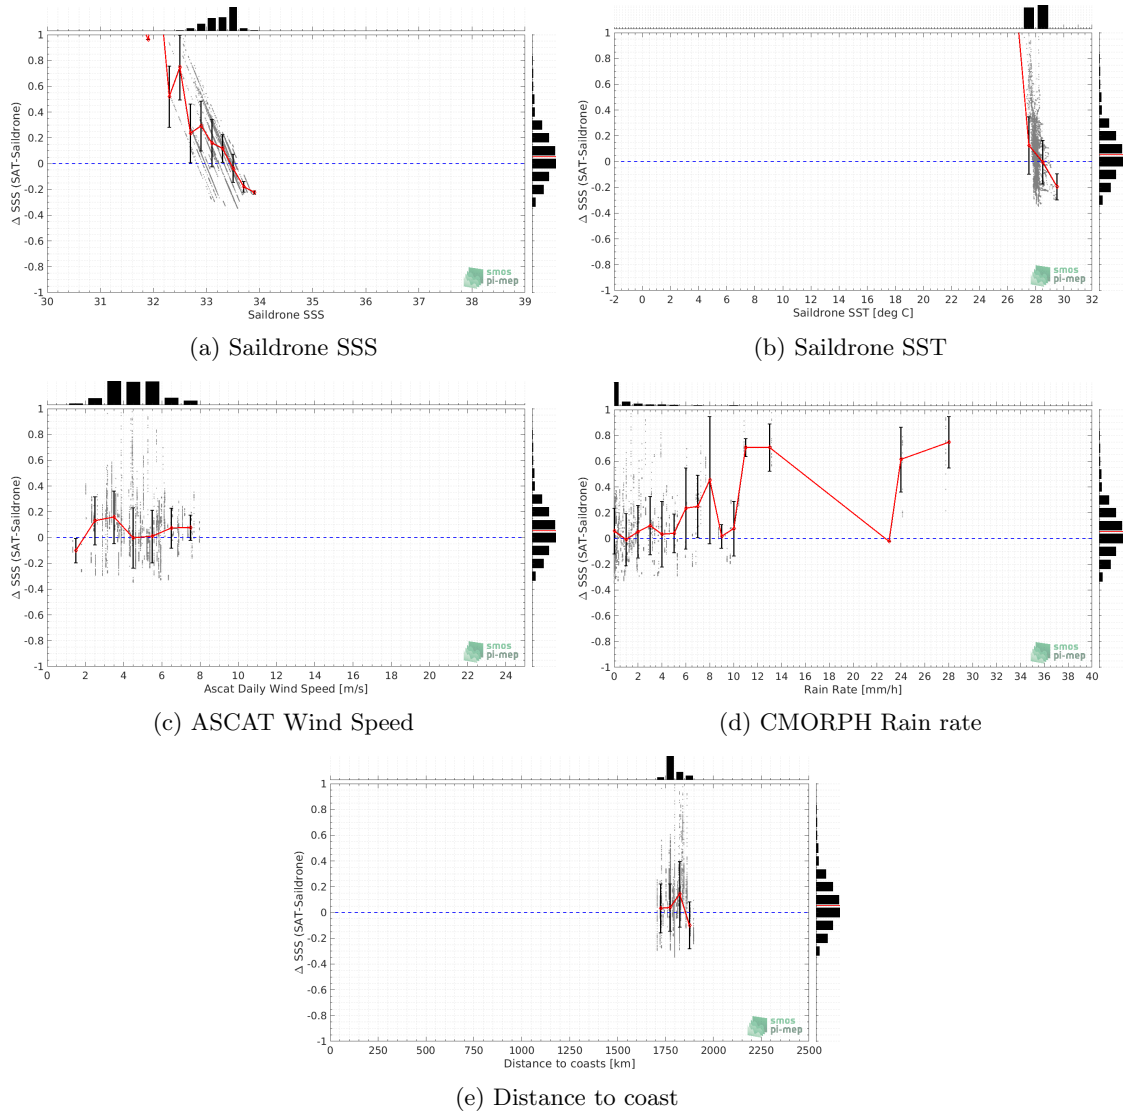 1
0.8
0.6
0.4
0.2
0
-0.2
-0.4
-0.6
-0.8
-1
Δ SSS (SAT-Saildrone)
smos
pi-mep
30 31 32 33 34 35 36 37 38 39
Saildrone SSS
(a) Saildrone SSS
1
0.8
0.6
0.4
0.2
0
-0.2
-0.4
-0.6
-0.8
-1
Δ SSS (SAT-Saildrone)
smos
pi-mep
-2 0 2 4 6 8 10 12 14 16 18 20 22 24 26 28 30 32
Saildrone SST [deg C]
(b) Saildrone SST
1
0.8
0.6
0.4
0.2
0
-0.2
-0.4
-0.6
-0.8
-1
Δ SSS (SAT-Saildrone)
smos
pi-mep
0 2 4 6 8 10 12 14 16 18 20 22 24
Ascat Daily Wind Speed [m/s]
(c) ASCAT Wind Speed
1
0.8
0.6
0.4
0.2
0
-0.2
-0.4
-0.6
-0.8
-1
Δ SSS (SAT-Saildrone)
smos
pi-mep
0 2 4 6 8 10 12 14 16 18 20 22 24 26 28 30 32 34 36 38 40
Rain Rate [mm/h]
(d) CMORPH Rain rate
1
0.8
0.6
0.4
0.2
0
-0.2
-0.4
-0.6
-0.8
-1
Δ SSS (SAT-Saildrone)
smos
pi-mep
0 250 500 750 1000 1250 1500 1750 2000 2250 2500
Distance to coasts [km]
(e) Distance to coast